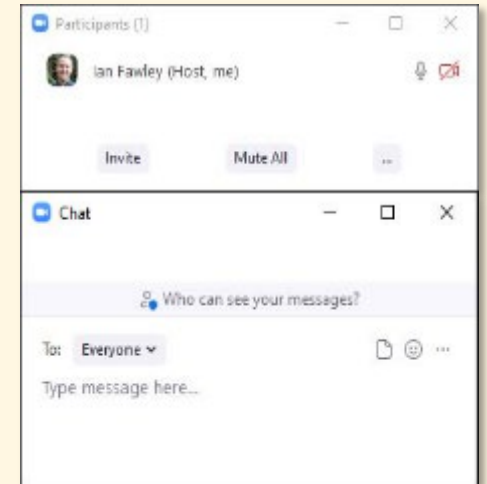 Participants (1)
Ian Fawley (Host, me)
Invite Mute All ...
Chat
Who can see your messages?
To: Everyone
Type message here...